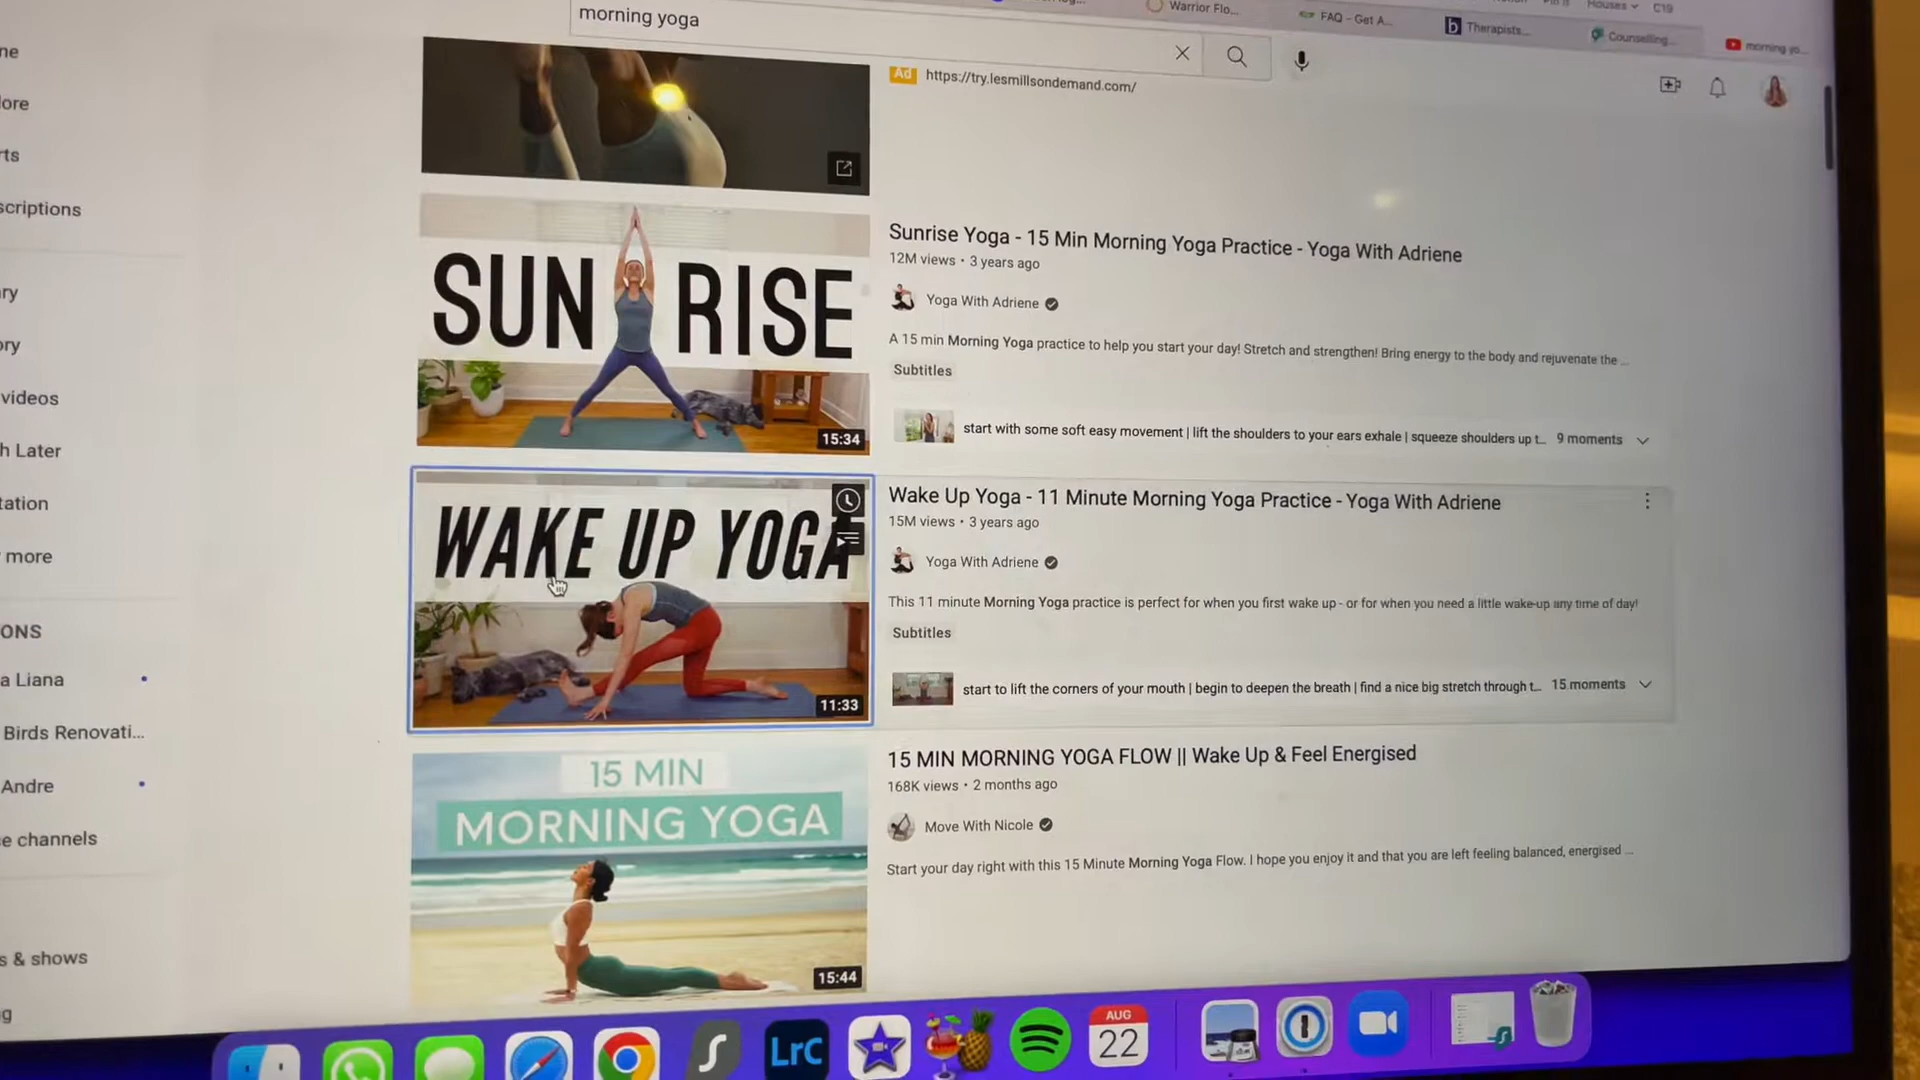 morning yoga
Warrior Flo...
FAQ - Get A...
Therapists...
Counselling...
morning yo...
Houses
C19
Ad https://try.lesmillsondemand.com/
ne
lore
rts
scriptions
ry
ory
videos
h Later
tation
more
ONS
a Liana
Birds Renovati...
Andre
e channels
s & shows
g
SUN RISE
15:34
Sunrise Yoga - 15 Min Morning Yoga Practice - Yoga With Adriene
12M views • 3 years ago
Yoga With Adriene
A 15 min Morning Yoga practice to help you start your day! Stretch and strengthen! Bring energy to the body and rejuvenate the ...
Subtitles
start with some soft easy movement | lift the shoulders to your ears exhale | squeeze shoulders up t... 9 moments
WAKE UP YOGA
11:33
Wake Up Yoga - 11 Minute Morning Yoga Practice - Yoga With Adriene
15M views • 3 years ago
Yoga With Adriene
This 11 minute Morning Yoga practice is perfect for when you first wake up - or for when you need a little wake-up any time of day!
Subtitles
start to lift the corners of your mouth | begin to deepen the breath | find a nice big stretch through t... 15 moments
15 MIN
MORNING YOGA
15:44
15 MIN MORNING YOGA FLOW || Wake Up & Feel Energised
168K views • 2 months ago
Move With Nicole
Start your day right with this 15 Minute Morning Yoga Flow. I hope you enjoy it and that you are left feeling balanced, energised ...
LrC
AUG
22